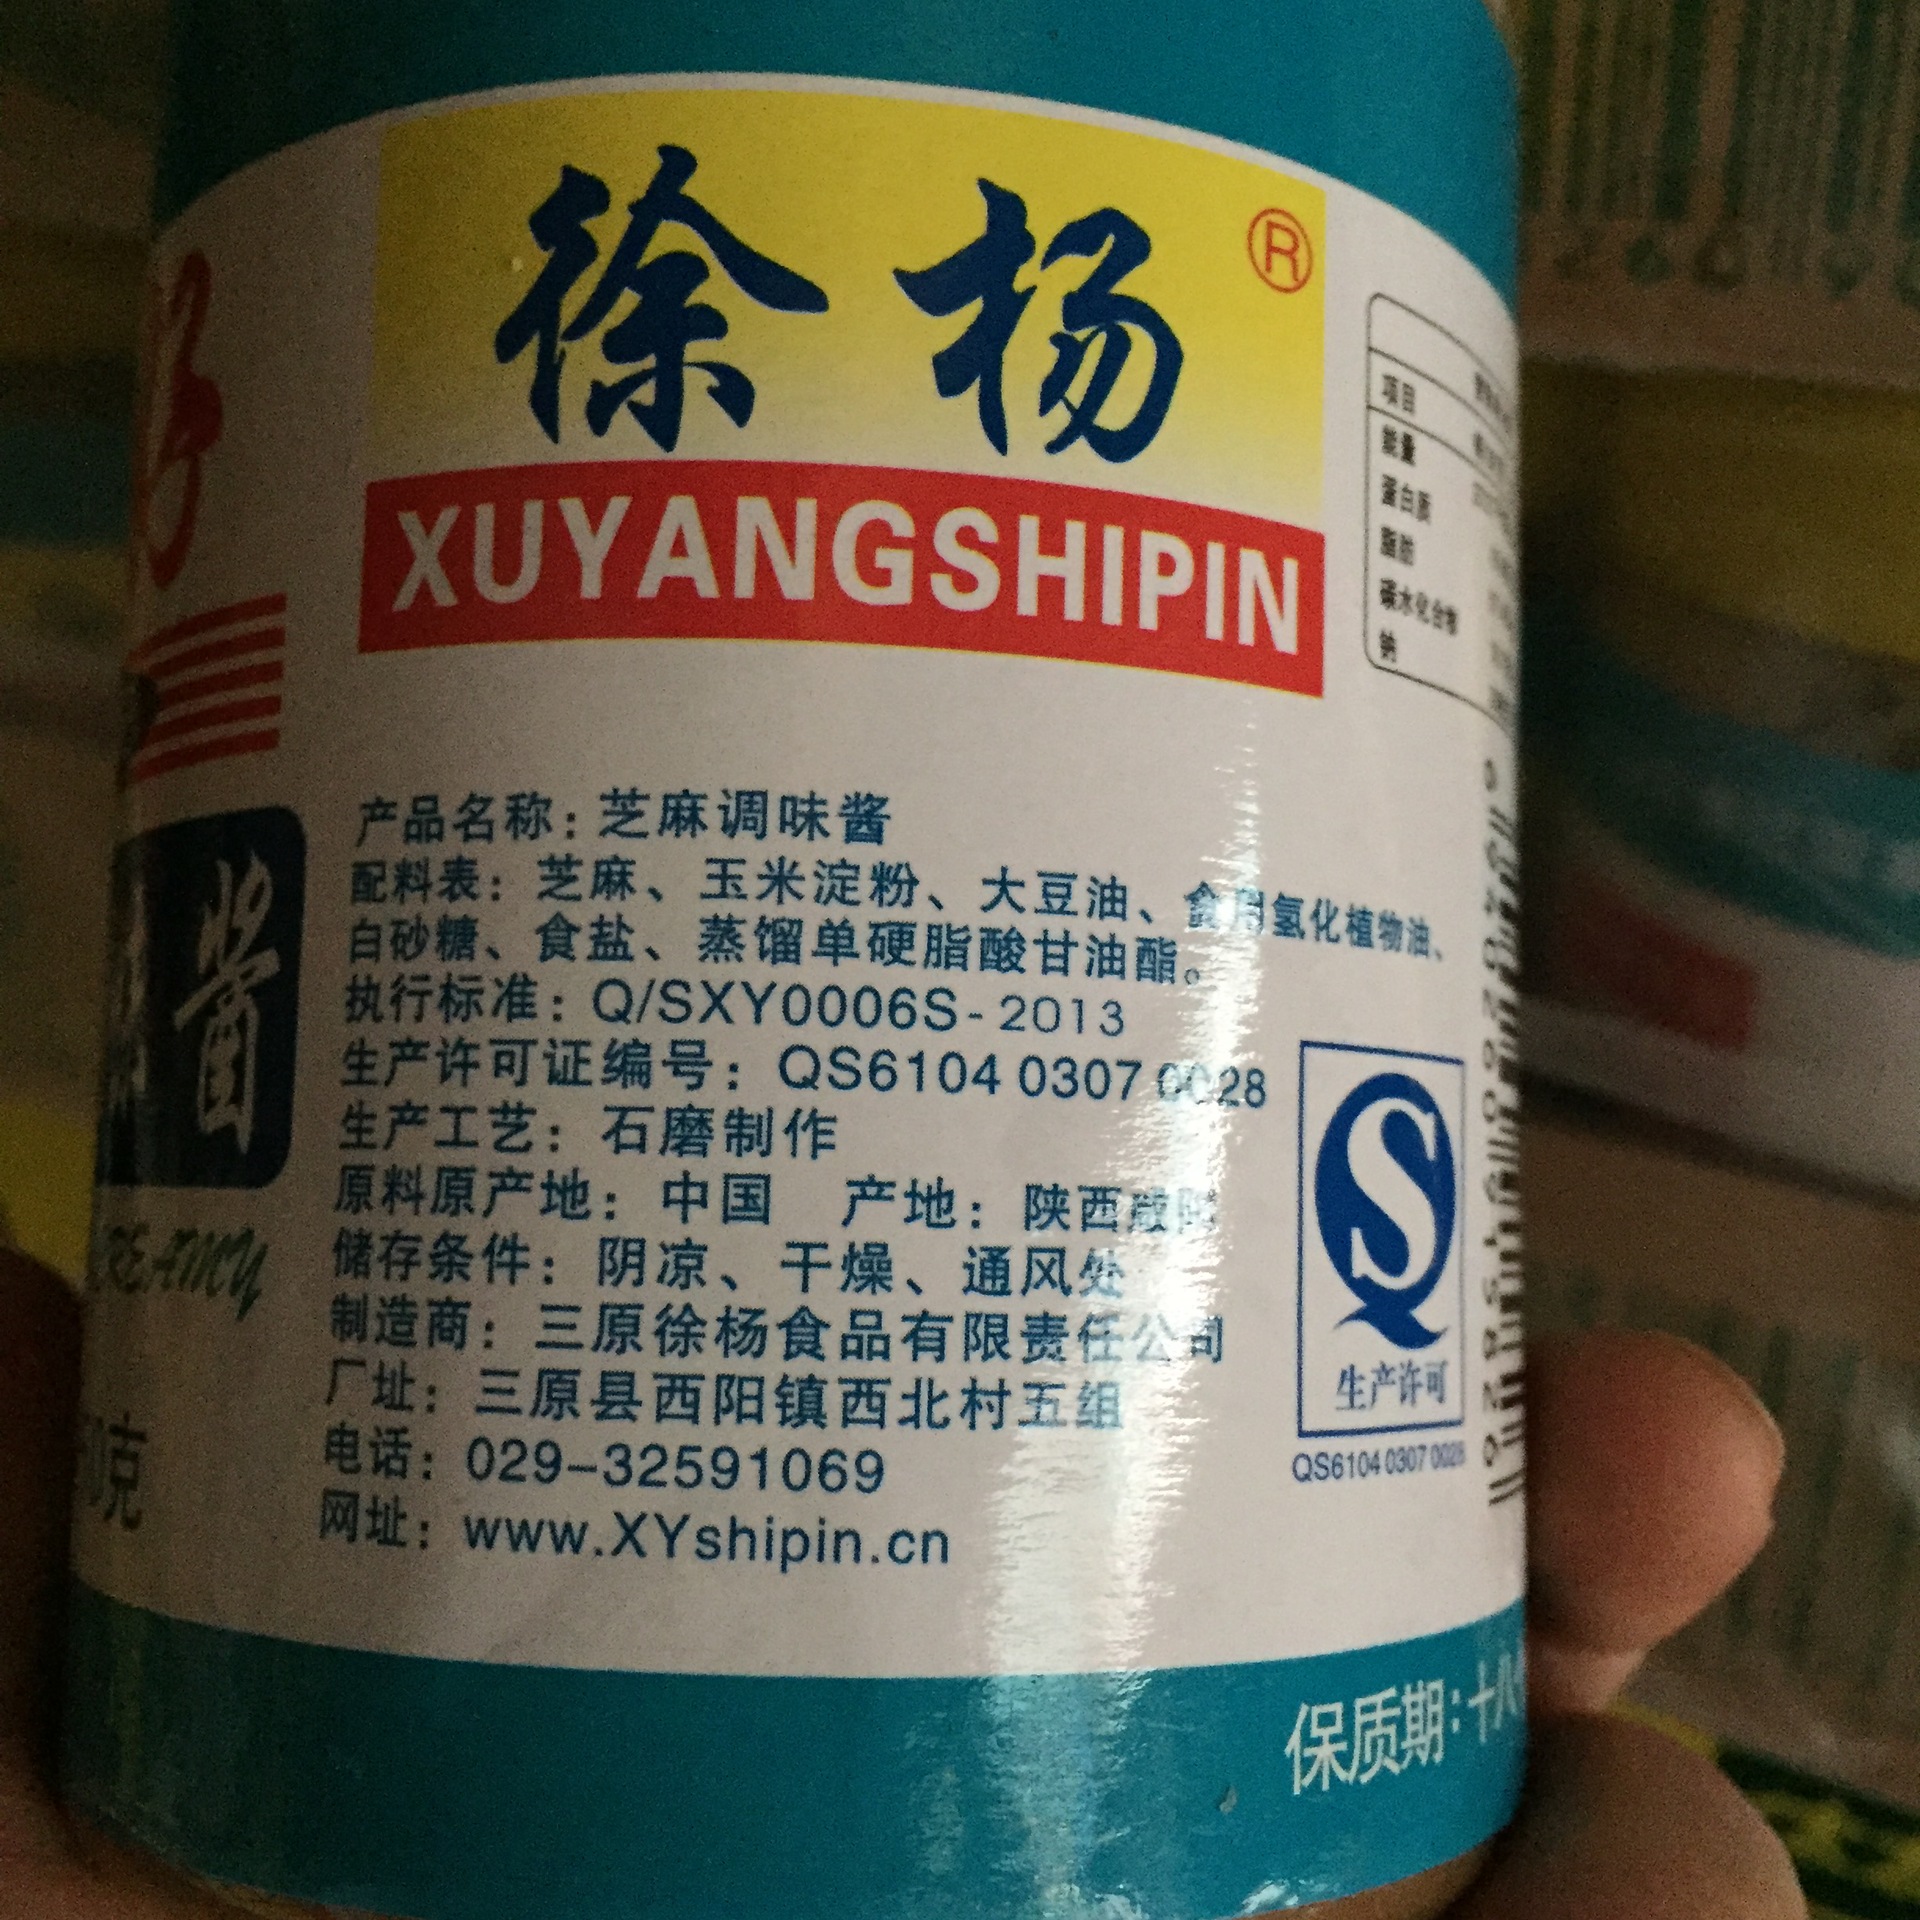 徐杨
®
XUYANGSHIPIN
产品名称：芝麻调味酱
配料表：芝麻、玉米淀粉、大豆油、食用氢化植物油、
白砂糖、食盐、蒸馏单硬脂酸甘油酯。
执行标准：Q/SXY0006S-2013
生产许可证编号：QS6104 0307 0028
生产工艺：石磨制作
原料原产地：中国 产地：陕西咸阳
储存条件：阴凉、干燥、通风处
制造商：三原徐杨食品有限责任公司
厂址：三原县西阳镇西北村五组
电话：029-32591069
网址：www.XYshipin.cn
生产许可
QS6104 0307 0028
保质期：十八
项目
能量
蛋白质
脂肪
碳水化合物
钠
酱
克